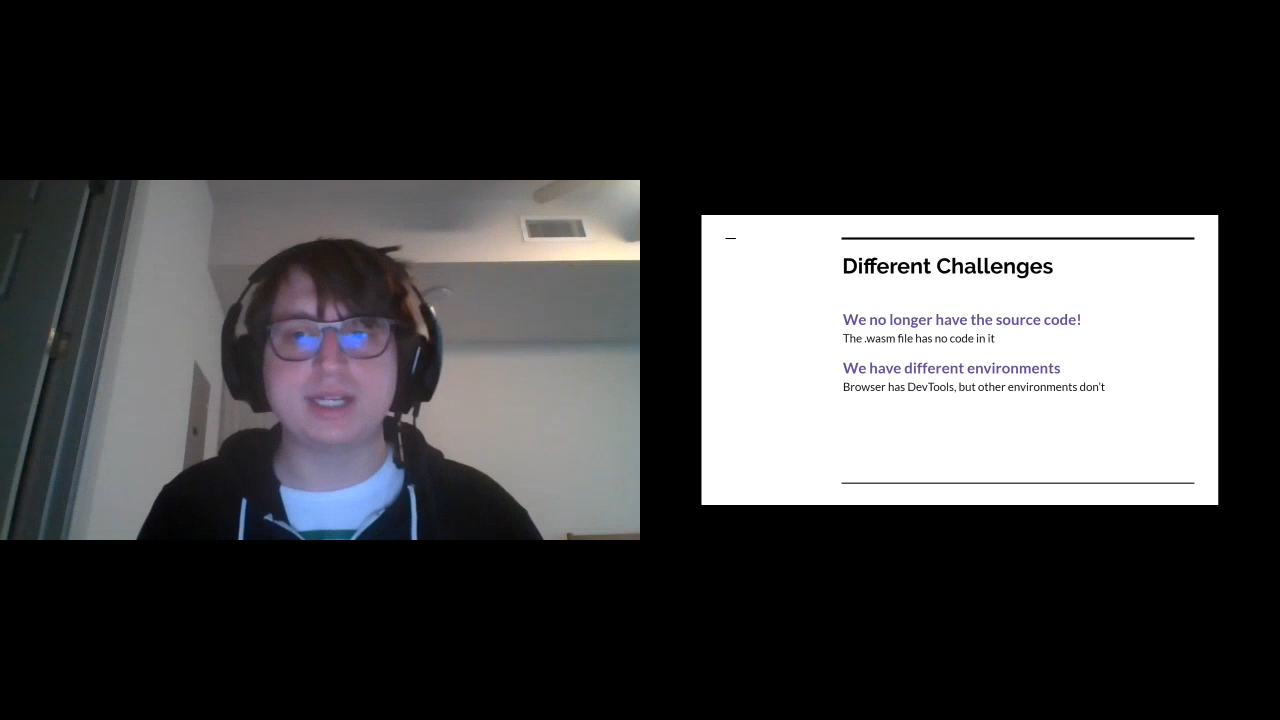 Different Challenges
We no longer have the source code!
The .wasm file has no code in it
We have different environments
Browser has DevTools, but other environments don't